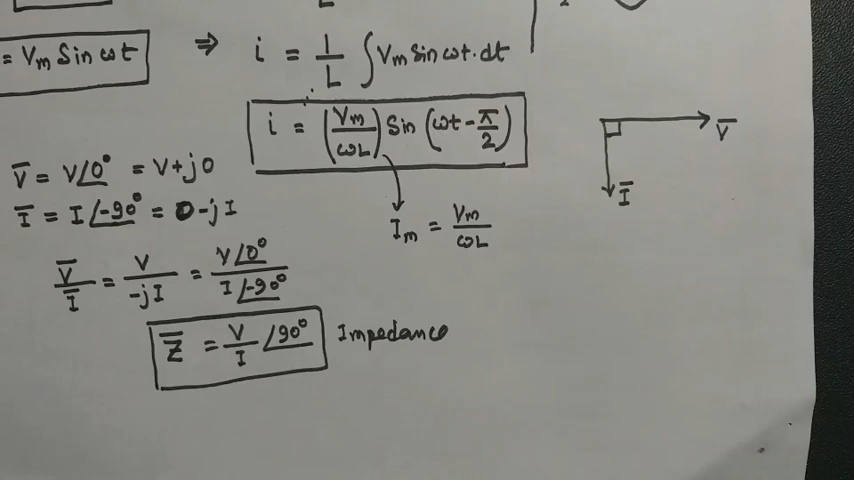 = Vm Sin ωt ⇒ i = 1/L ∫ Vm sin ωt · dt
i = (Vm/ωL) Sin (ωt - π/2)
V̅
I̅
V̅ = V∠0° = V + j0
I̅ = I∠-90° = 0 - jI
Im = Vm/ωL
V̅/I̅ = V/-jI = V∠0°/I∠-90°
Z̅ = V/I ∠90° Impedance